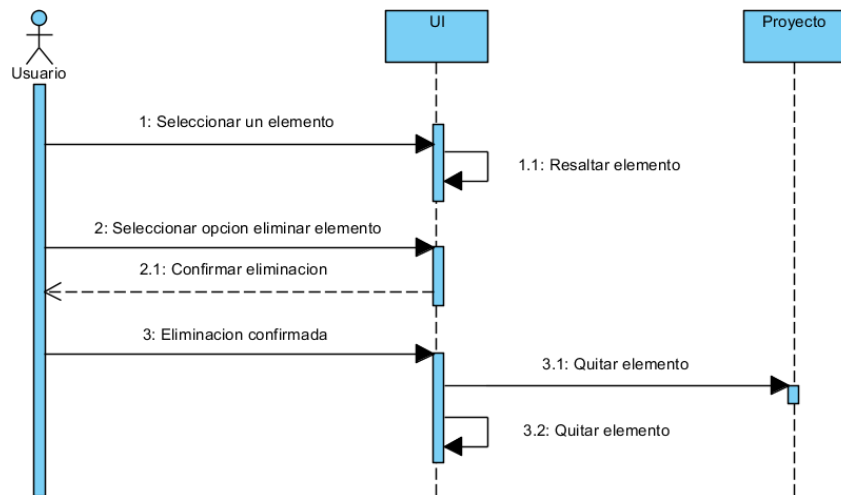 UI
Proyecto
Usuario
1: Seleccionar un elemento
1.1: Resaltar elemento
2: Seleccionar opcion eliminar elemento
2.1: Confirmar eliminacion
3: Eliminacion confirmada
3.1: Quitar elemento
3.2: Quitar elemento